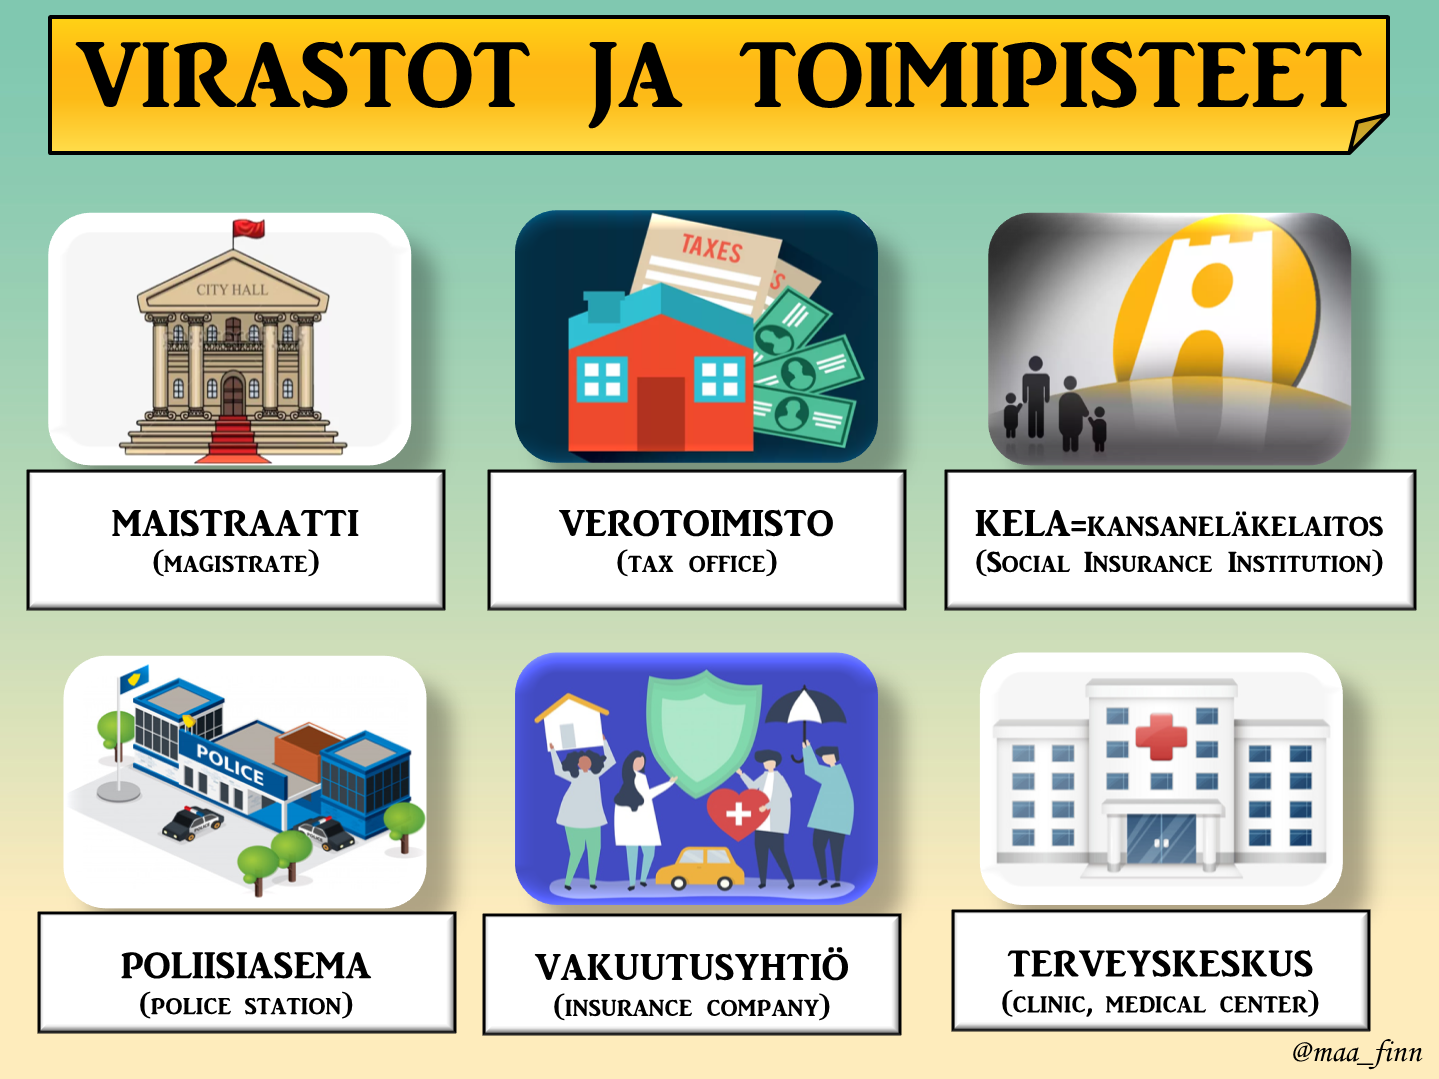 VIRASTOT JA TOIMIPISTEET
CITY HALL
TAXES
MAISTRAATTI
(MAGISTRATE)
VEROTOIMISTO
(TAX OFFICE)
KELA=KANSANELÄKELAITOS
(SOCIAL INSURANCE INSTITUTION)
POLICE
POLIISIASEMA
(POLICE STATION)
VAKUUTUSYHTIÖ
(INSURANCE COMPANY)
TERVEYSKESKUS
(CLINIC, MEDICAL CENTER)
@maa_finn